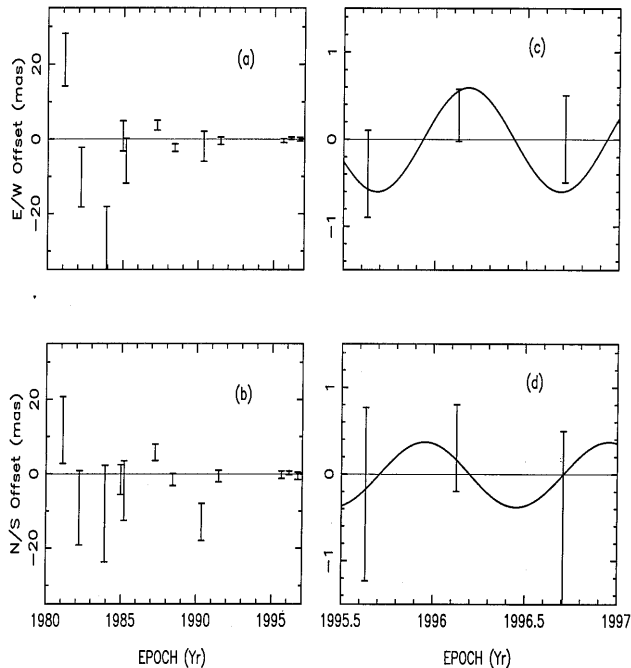 (a)
20
0
−20
E/W Offset (mas)
(c)
1
0
−1
(b)
20
0
−20
N/S Offset (mas)
1980
1985
1990
1995
EPOCH (Yr)
(d)
1
0
−1
1995.5
1996
1996.5
1997
EPOCH (Yr)